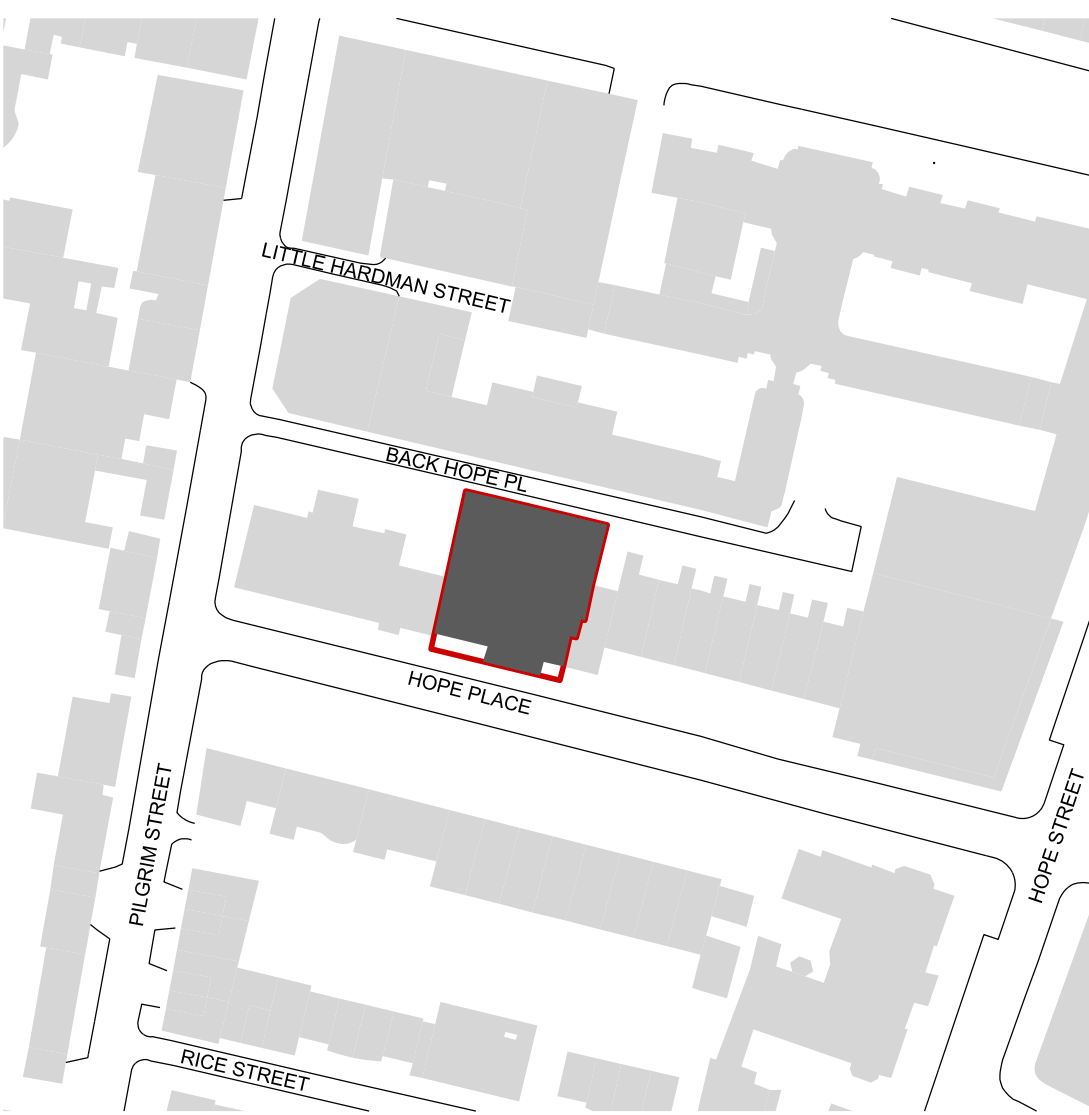 LITTLE HARDMAN STREET
BACK HOPE PL
HOPE PLACE
PILGRIM STREET
HOPE STREET
RICE STREET